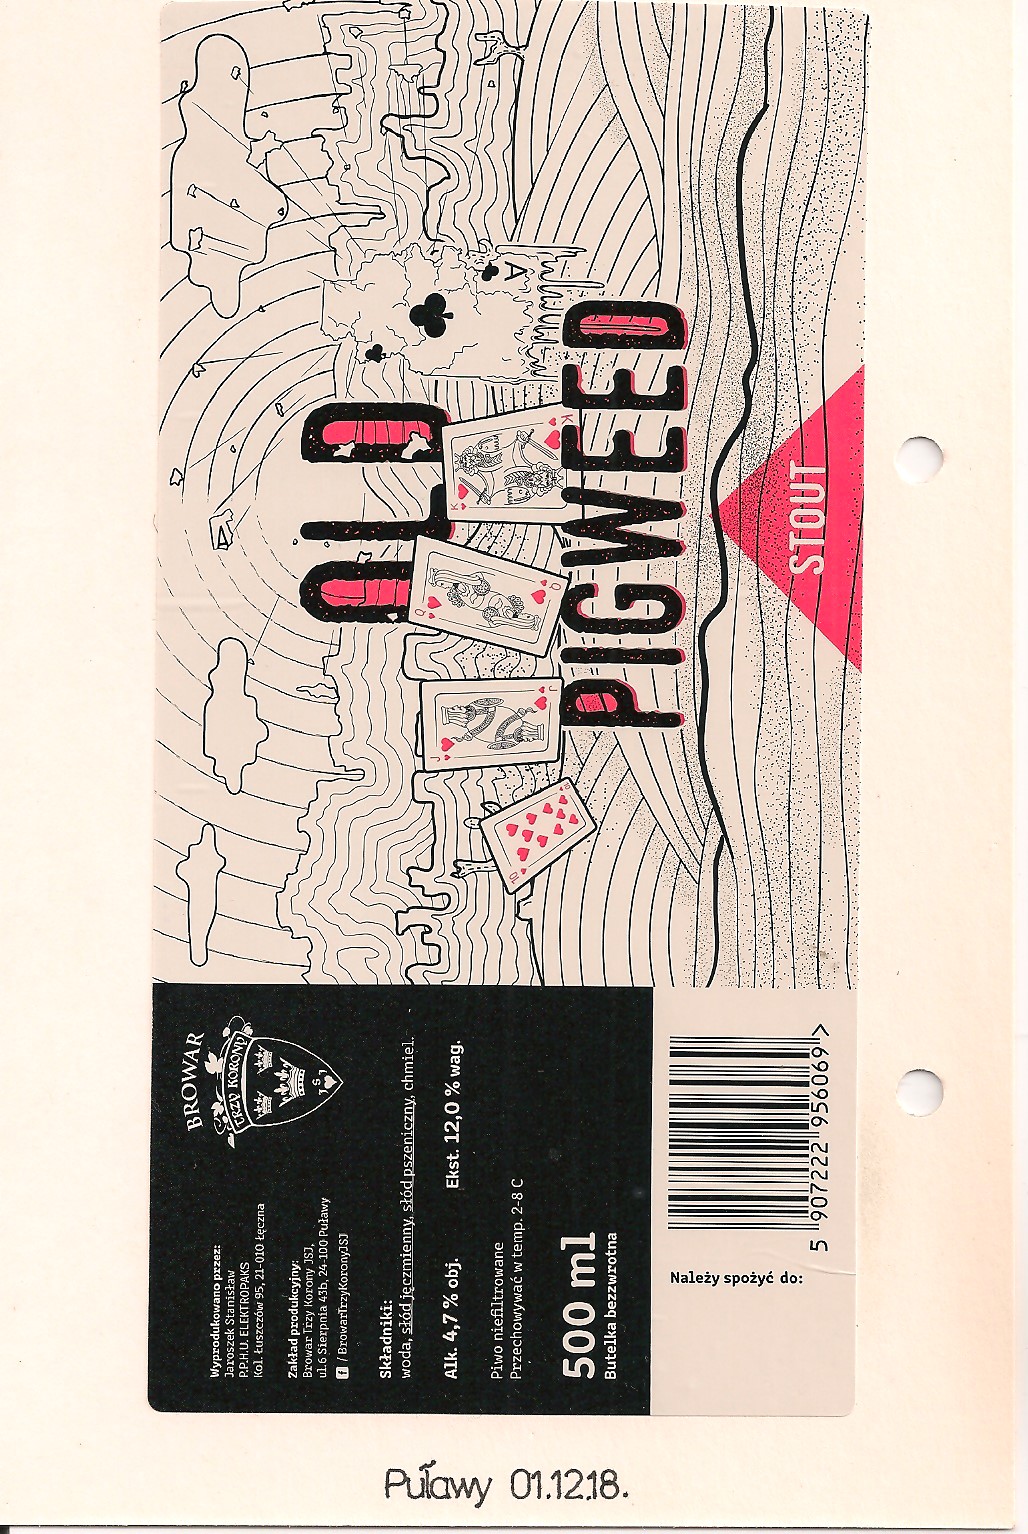 OLD
PIGWEED
STOUT
A
K
K
Q
Q
J
J
10
BROWAR
TRZY KORONY
JSJ
Wyprodukowano przez:
Jaroszek Stanisław
P.P.H.U. ELEKTROPAKS
Kol. Łuszczów 95, 21-010 Łęczna
Zakład produkcyjny:
Browar Trzy Korony JSJ,
ul.6 Sierpnia 43b, 24-100 Puławy
f / BrowarTrzyKoronyJSJ
Składniki:
woda, słód jęczmienny, słód pszeniczny, chmiel.
Alk. 4,7 % obj. Ekst. 12,0 % wag.
Piwo niefiltrowane
Przechowywać w temp. 2-8 C
500 ml
Butelka bezzwrotna
Należy spożyć do:
5 907222 956069 >
Puławy 01.12.18.